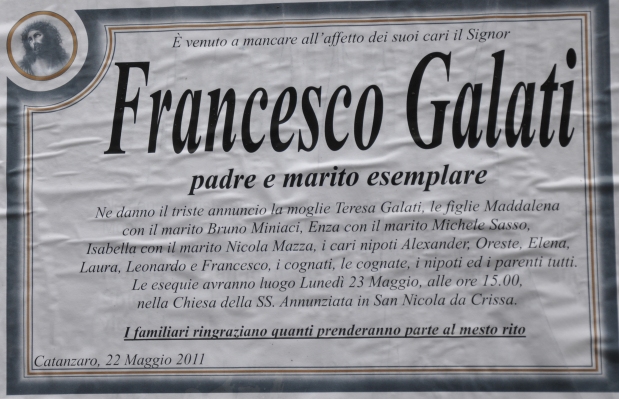 È venuto a mancare all'affetto dei suoi cari il Signor
Francesco Galati
padre e marito esemplare
Ne danno il triste annuncio la moglie Teresa Galati, le figlie Maddalena
con il marito Bruno Miniaci, Enza con il marito Michele Sasso,
Isabella con il marito Nicola Mazza, i cari nipoti Alexander, Oreste, Elena,
Laura, Leonardo e Francesco, i cognati, le cognate, i nipoti ed i parenti tutti.
Le esequie avranno luogo Lunedì 23 Maggio, alle ore 15.00,
nella Chiesa della SS. Annunziata in San Nicola da Crissa.
I familiari ringraziano quanti prenderanno parte al mesto rito
Catanzaro, 22 Maggio 2011